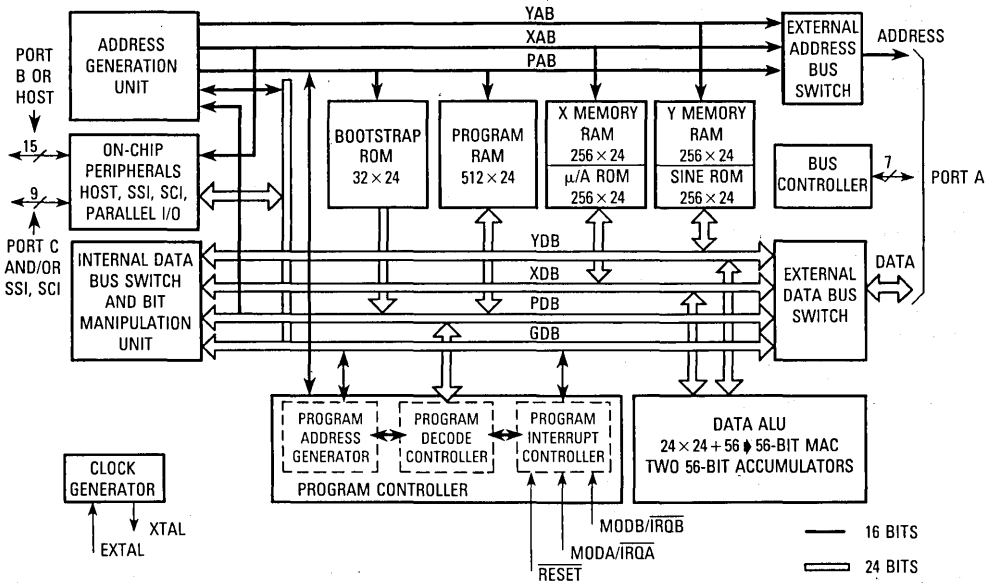 YAB
XAB
PAB
ADDRESS
GENERATION
UNIT
EXTERNAL
ADDRESS
BUS
SWITCH
ADDRESS
PORT
B OR
HOST
15
9
ON-CHIP
PERIPHERALS
HOST, SSI, SCI,
PARALLEL I/O
PORT C
AND/OR
SSI, SCI
BOOTSTRAP
ROM
32 × 24
PROGRAM
RAM
512 × 24
X MEMORY
RAM
256 × 24
μ/A ROM
256 × 24
Y MEMORY
RAM
256 × 24
SINE ROM
256 × 24
BUS
CONTROLLER
7
PORT A
INTERNAL DATA
BUS SWITCH
AND BIT
MANIPULATION
UNIT
YDB
XDB
PDB
GDB
EXTERNAL
DATA BUS
SWITCH
DATA
PROGRAM
ADDRESS
GENERATOR
PROGRAM
DECODE
CONTROLLER
PROGRAM
INTERRUPT
CONTROLLER
PROGRAM CONTROLLER
DATA ALU
24 × 24 + 56 ➧ 56-BIT MAC
TWO 56-BIT ACCUMULATORS
CLOCK
GENERATOR
XTAL
EXTAL
MODB/IRQB
MODA/IRQA
RESET
16 BITS
24 BITS